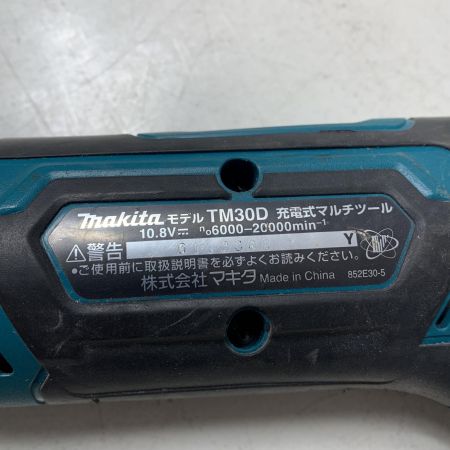 makita モデル TM30D 充電式マルチツール
10.8V⎓ n₀6000-20000min⁻¹
⚠警告 Y
●ご使用前に取扱説明書を必ずよくお読みください。
株式会社マキタ Made in China 852E30-5